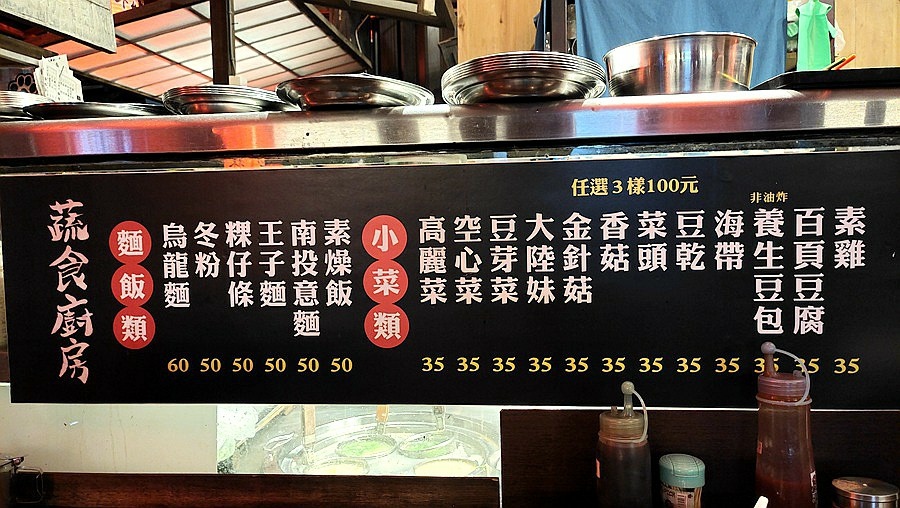 蔬食廚房
麵飯類
烏龍麵 60
冬粉 50
粿仔條 50
王子麵 50
南投意麵 50
素燥飯 50
小菜類
任選3樣100元
高麗菜 35
空心菜 35
豆芽菜 35
大陸妹 35
金針菇 35
香菇 35
菜頭 35
豆乾 35
海帶 35
非油炸
養生豆包 35
百頁豆腐 35
素雞 35